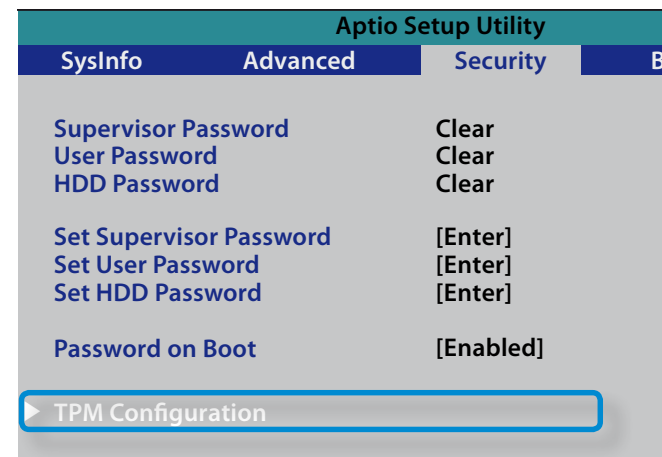 Aptio Setup Utility
SysInfo Advanced Security B
Supervisor Password Clear
User Password Clear
HDD Password Clear
Set Supervisor Password [Enter]
Set User Password [Enter]
Set HDD Password [Enter]
Password on Boot [Enabled]
TPM Configuration